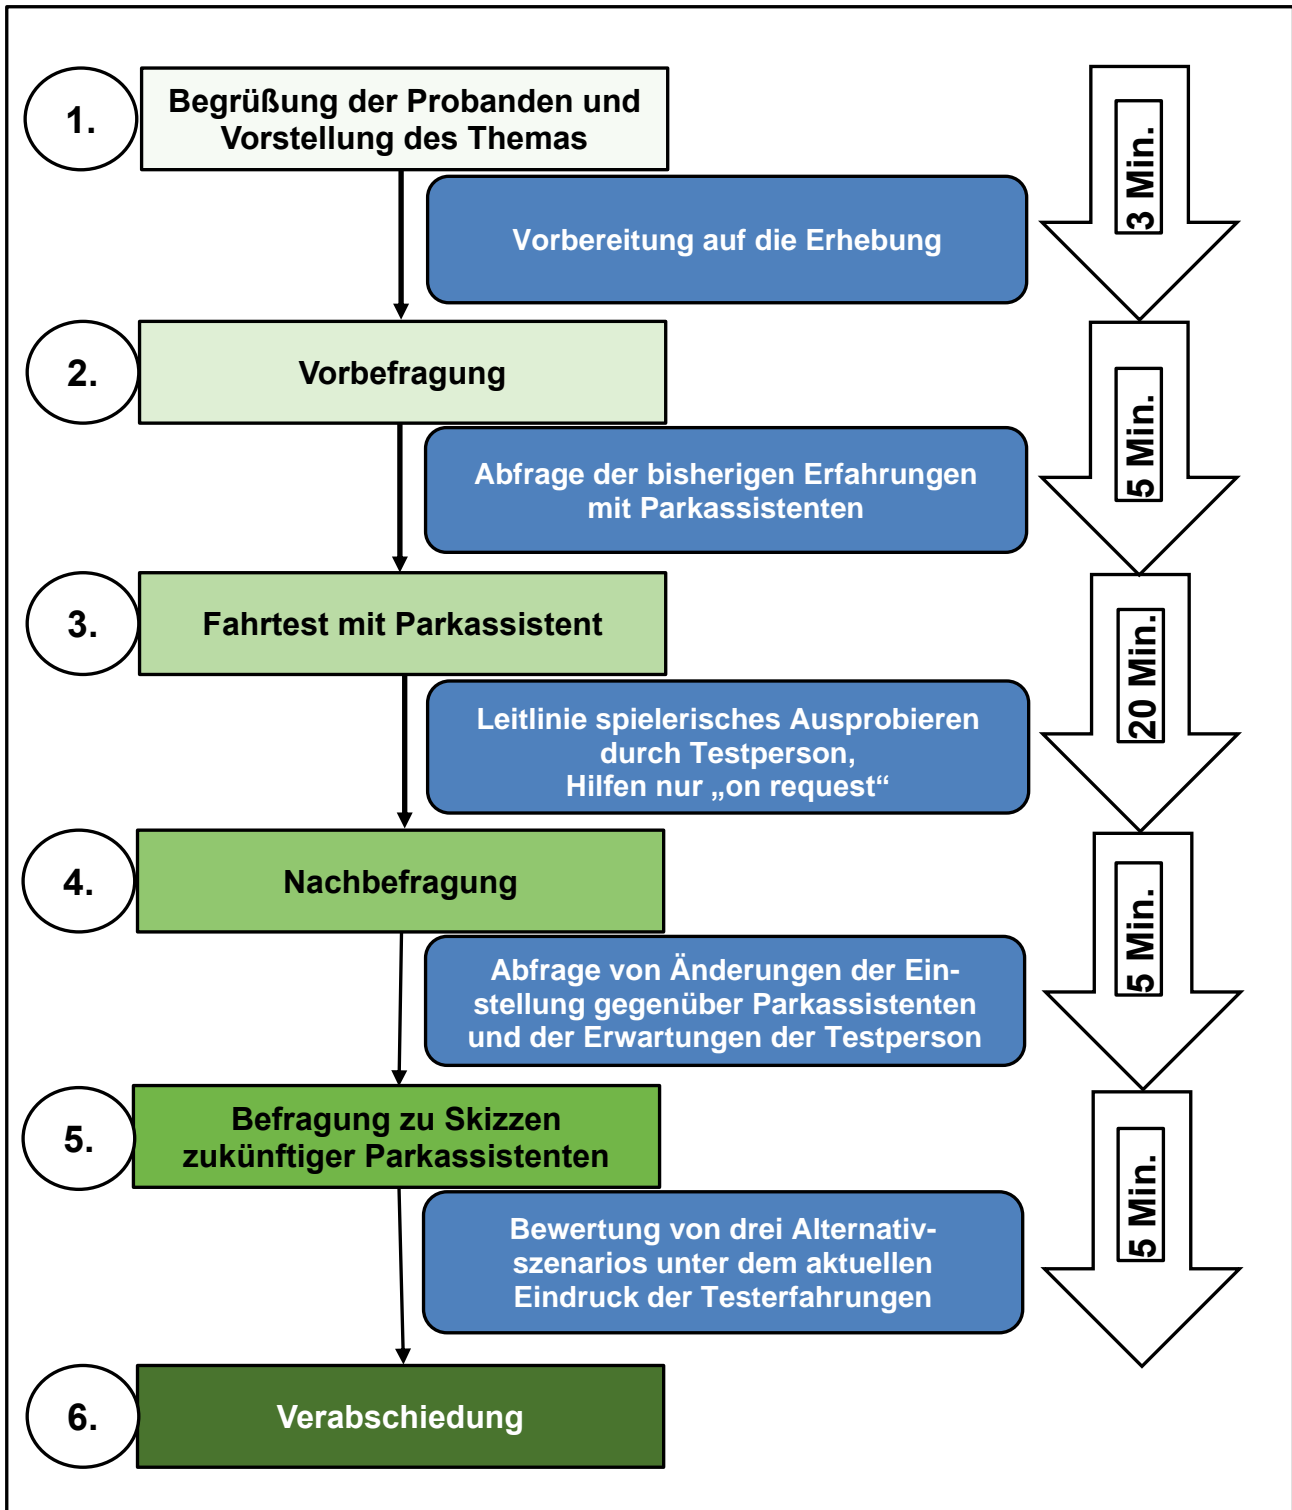 1.
Begrüßung der Probanden und
Vorstellung des Themas
3 Min.
Vorbereitung auf die Erhebung
2.
Vorbefragung
5 Min.
Abfrage der bisherigen Erfahrungen
mit Parkassistenten
3.
Fahrtest mit Parkassistent
20 Min.
Leitlinie spielerisches Ausprobieren
durch Testperson,
Hilfen nur „on request“
4.
Nachbefragung
5 Min.
Abfrage von Änderungen der Ein-
stellung gegenüber Parkassistenten
und der Erwartungen der Testperson
5.
Befragung zu Skizzen
zukünftiger Parkassistenten
5 Min.
Bewertung von drei Alternativ-
szenarios unter dem aktuellen
Eindruck der Testerfahrungen
6.
Verabschiedung